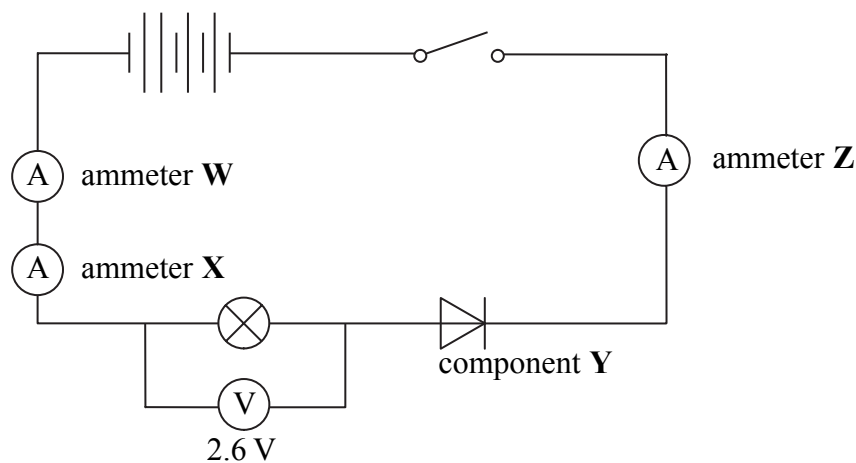 A ammeter W
A ammeter Z
A ammeter X
component Y
V
2.6 V